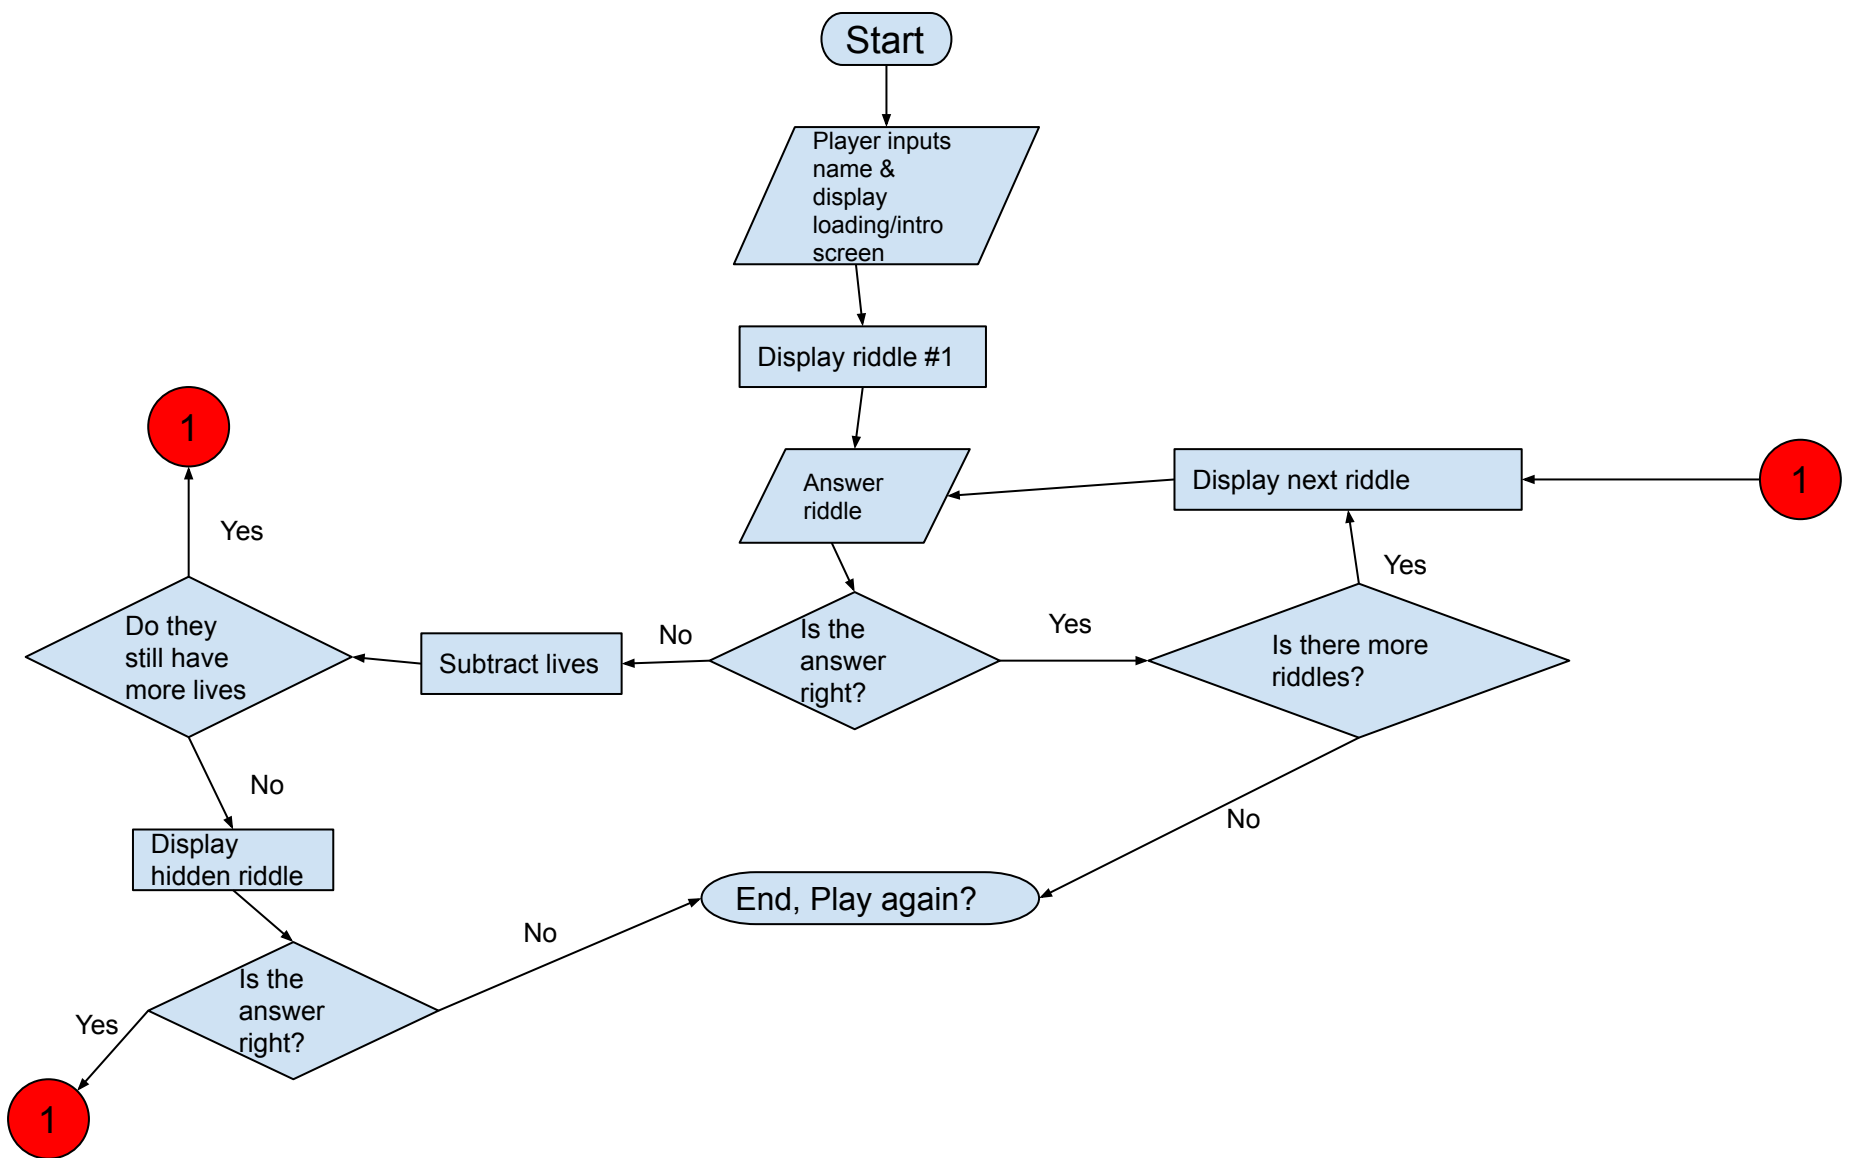 Start
Player inputs
name &
display
loading/intro
screen
Display riddle #1
1
Answer
riddle
Display next riddle
1
Yes
Yes
Do they
still have
more lives
Subtract lives
No
Is the
answer
right?
Yes
Is there more
riddles?
No
No
Display
hidden riddle
End, Play again?
No
Is the
answer
right?
Yes
1